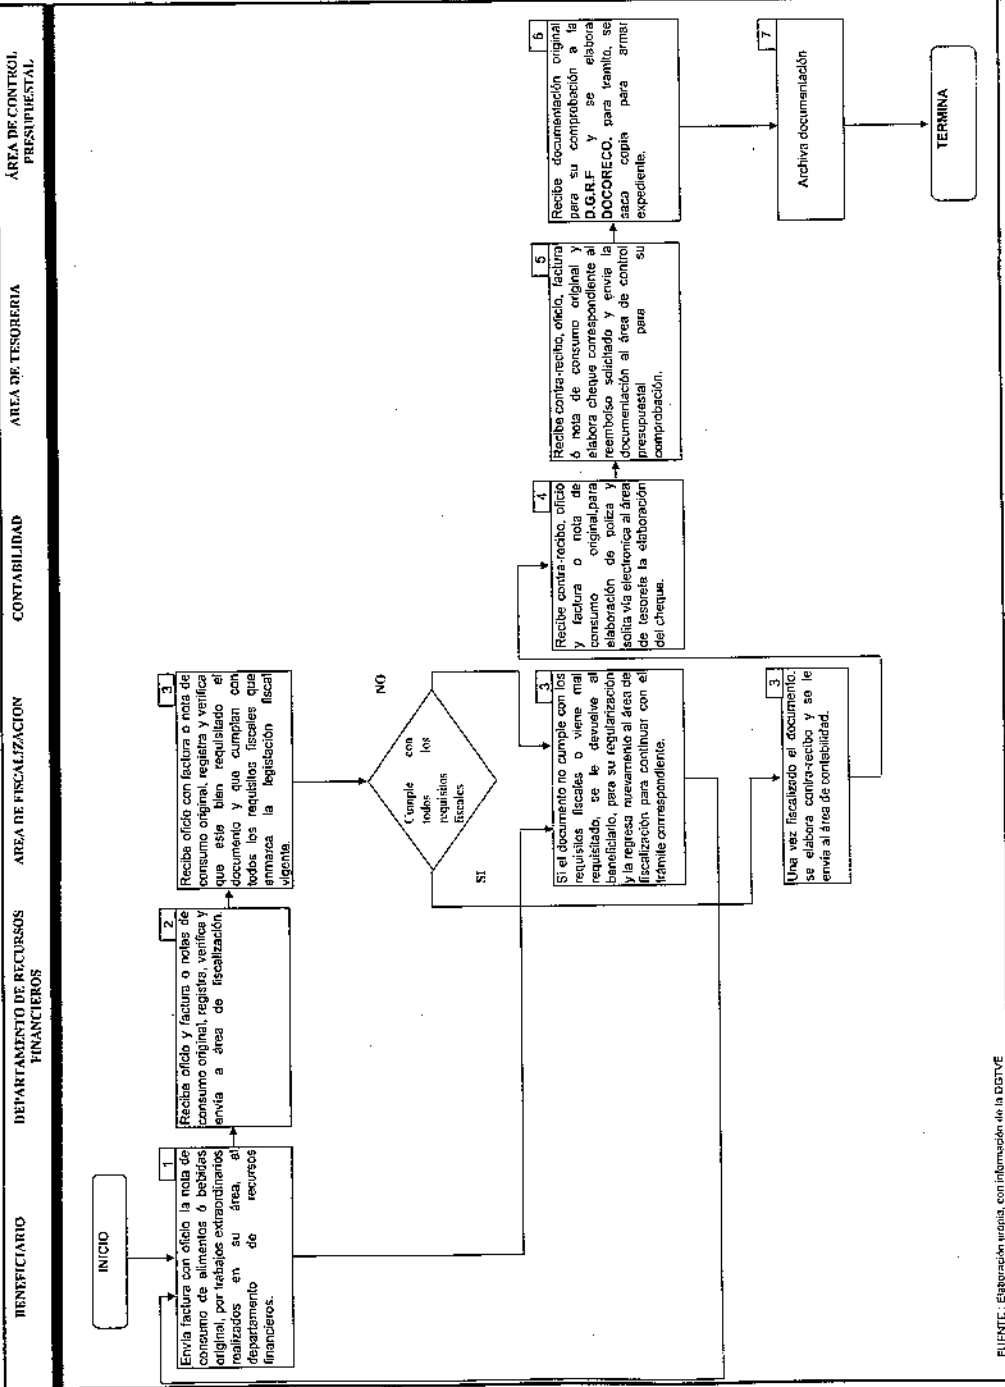 BENEFICIARIO
DEPARTAMENTO DE RECURSOS
FINANCIEROS
AREA DE FISCALIZACION
CONTABILIDAD
AREA DE TESORERIA
ÁREA DE CONTROL
PRESUPUESTAL
INICIO
1
Envia factura con oficio la nota de
consumo de alimentos ó bebidas
original, por trabajos extraordinarios
realizados en su área, al
departamento de recursos
financieros.
2
Recibe oficio y factura o notas de
consumo original, registra, verifica y
envia a área de fiscalización.
3
Recibe oficio con factura o nota de
consumo original, registra y verifica
que este bien requisitado el
documento y que cumplan con
todos los requisitos fiscales que
enmarca la legislación fiscal
vigente.
Cumple con
todos los
requisitos
fiscales
NO
SI
3
Si el documento no cumple con los
requisitos fiscales o viene mal
requisitado, se le devuelve al
beneficiario, para su regularización
y la regresa nuevamente al área de
fiscalización para continuar con el
trámite corrrespondiente.
3
Una vez fiscalizado el documento.
se elabora contra-recibo y se le
envia al área de contabilidad.
4
Recibe contra-recibo, oficio
y factura o nota de
consumo original,para
elaboración de poliza y
solita vía electronica al área
de tesoreía la elaboración
del cheque.
5
Recibe contra-recibo, oficio, factura
ó nota de consumo original y
elabora cheque correspondiente al
reembolso solicitado y envia la
documentación al área de control
presupuestal para su
comprobación.
6
Recibe documentación original
para su comprobación a la
D.G.R.F y se elabora
DOCORECO. para tramito, se
saca copia para armar
expediente.
7
Archiva documentación
TERMINA
FUENTE : Elaboración propia, con información de la DGTVE